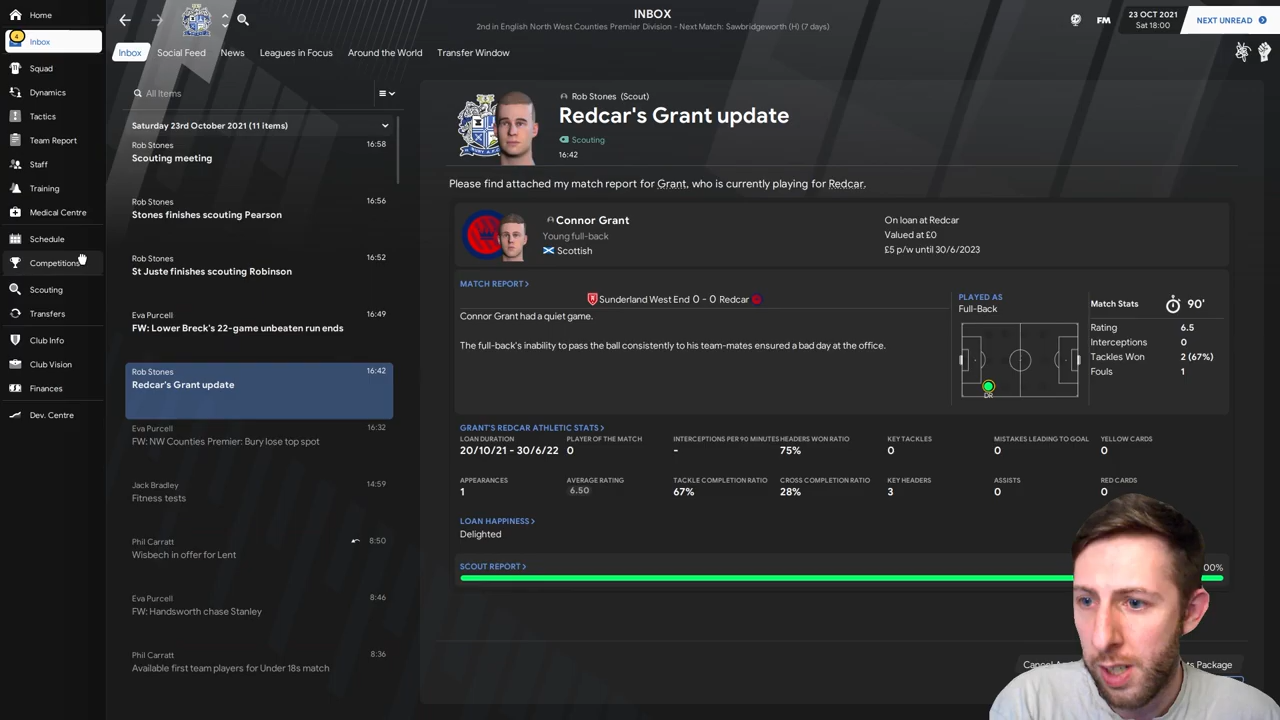 Home
4
Inbox
Squad
Dynamics
Tactics
Team Report
Staff
Training
Medical Centre
Schedule
Competitions
Scouting
Transfers
Club Info
Club Vision
Finances
Dev. Centre
INBOX
2nd in English North West Counties Premier Division - Next Match: Sawbridgeworth (H) (7 days)
FM
23 OCT 2021
Sat 18:00
NEXT UNREAD
Inbox
Social Feed
News
Leagues in Focus
Around the World
Transfer Window
All Items
Saturday 23rd October 2021 (11 items)
Rob Stones 16:58
Scouting meeting
Rob Stones 16:56
Stones finishes scouting Pearson
Rob Stones 16:52
St Juste finishes scouting Robinson
Eva Purcell 16:49
FW: Lower Breck's 22-game unbeaten run ends
Rob Stones 16:42
Redcar's Grant update
Eva Purcell 16:32
FW: NW Counties Premier: Bury lose top spot
Jack Bradley 14:59
Fitness tests
Phil Carratt 8:50
Wisbech in offer for Lent
Eva Purcell 8:46
FW: Handsworth chase Stanley
Phil Carratt 8:36
Available first team players for Under 18s match
Rob Stones (Scout)
Redcar's Grant update
Scouting
16:42
Please find attached my match report for Grant, who is currently playing for Redcar.
Connor Grant
Young full-back
Scottish
On loan at Redcar
Valued at £0
£5 p/w until 30/6/2023
MATCH REPORT >
Sunderland West End 0 - 0 Redcar
Connor Grant had a quiet game.
The full-back's inability to pass the ball consistently to his team-mates ensured a bad day at the office.
PLAYED AS
Full-Back
DR
Match Stats 90'
Rating 6.5
Interceptions 0
Tackles Won 2 (67%)
Fouls 1
GRANT'S REDCAR ATHLETIC STATS >
LOAN DURATION PLAYER OF THE MATCH INTERCEPTIONS PER 90 MINUTES HEADERS WON RATIO KEY TACKLES MISTAKES LEADING TO GOAL YELLOW CARDS
20/10/21 - 30/6/22 0 - 75% 0 0 0
APPEARANCES AVERAGE RATING TACKLE COMPLETION RATIO CROSS COMPLETION RATIO KEY HEADERS ASSISTS RED CARDS
1 6.50 67% 28% 3 0 0
LOAN HAPPINESS >
Delighted
SCOUT REPORT > 00%
Cancel Package